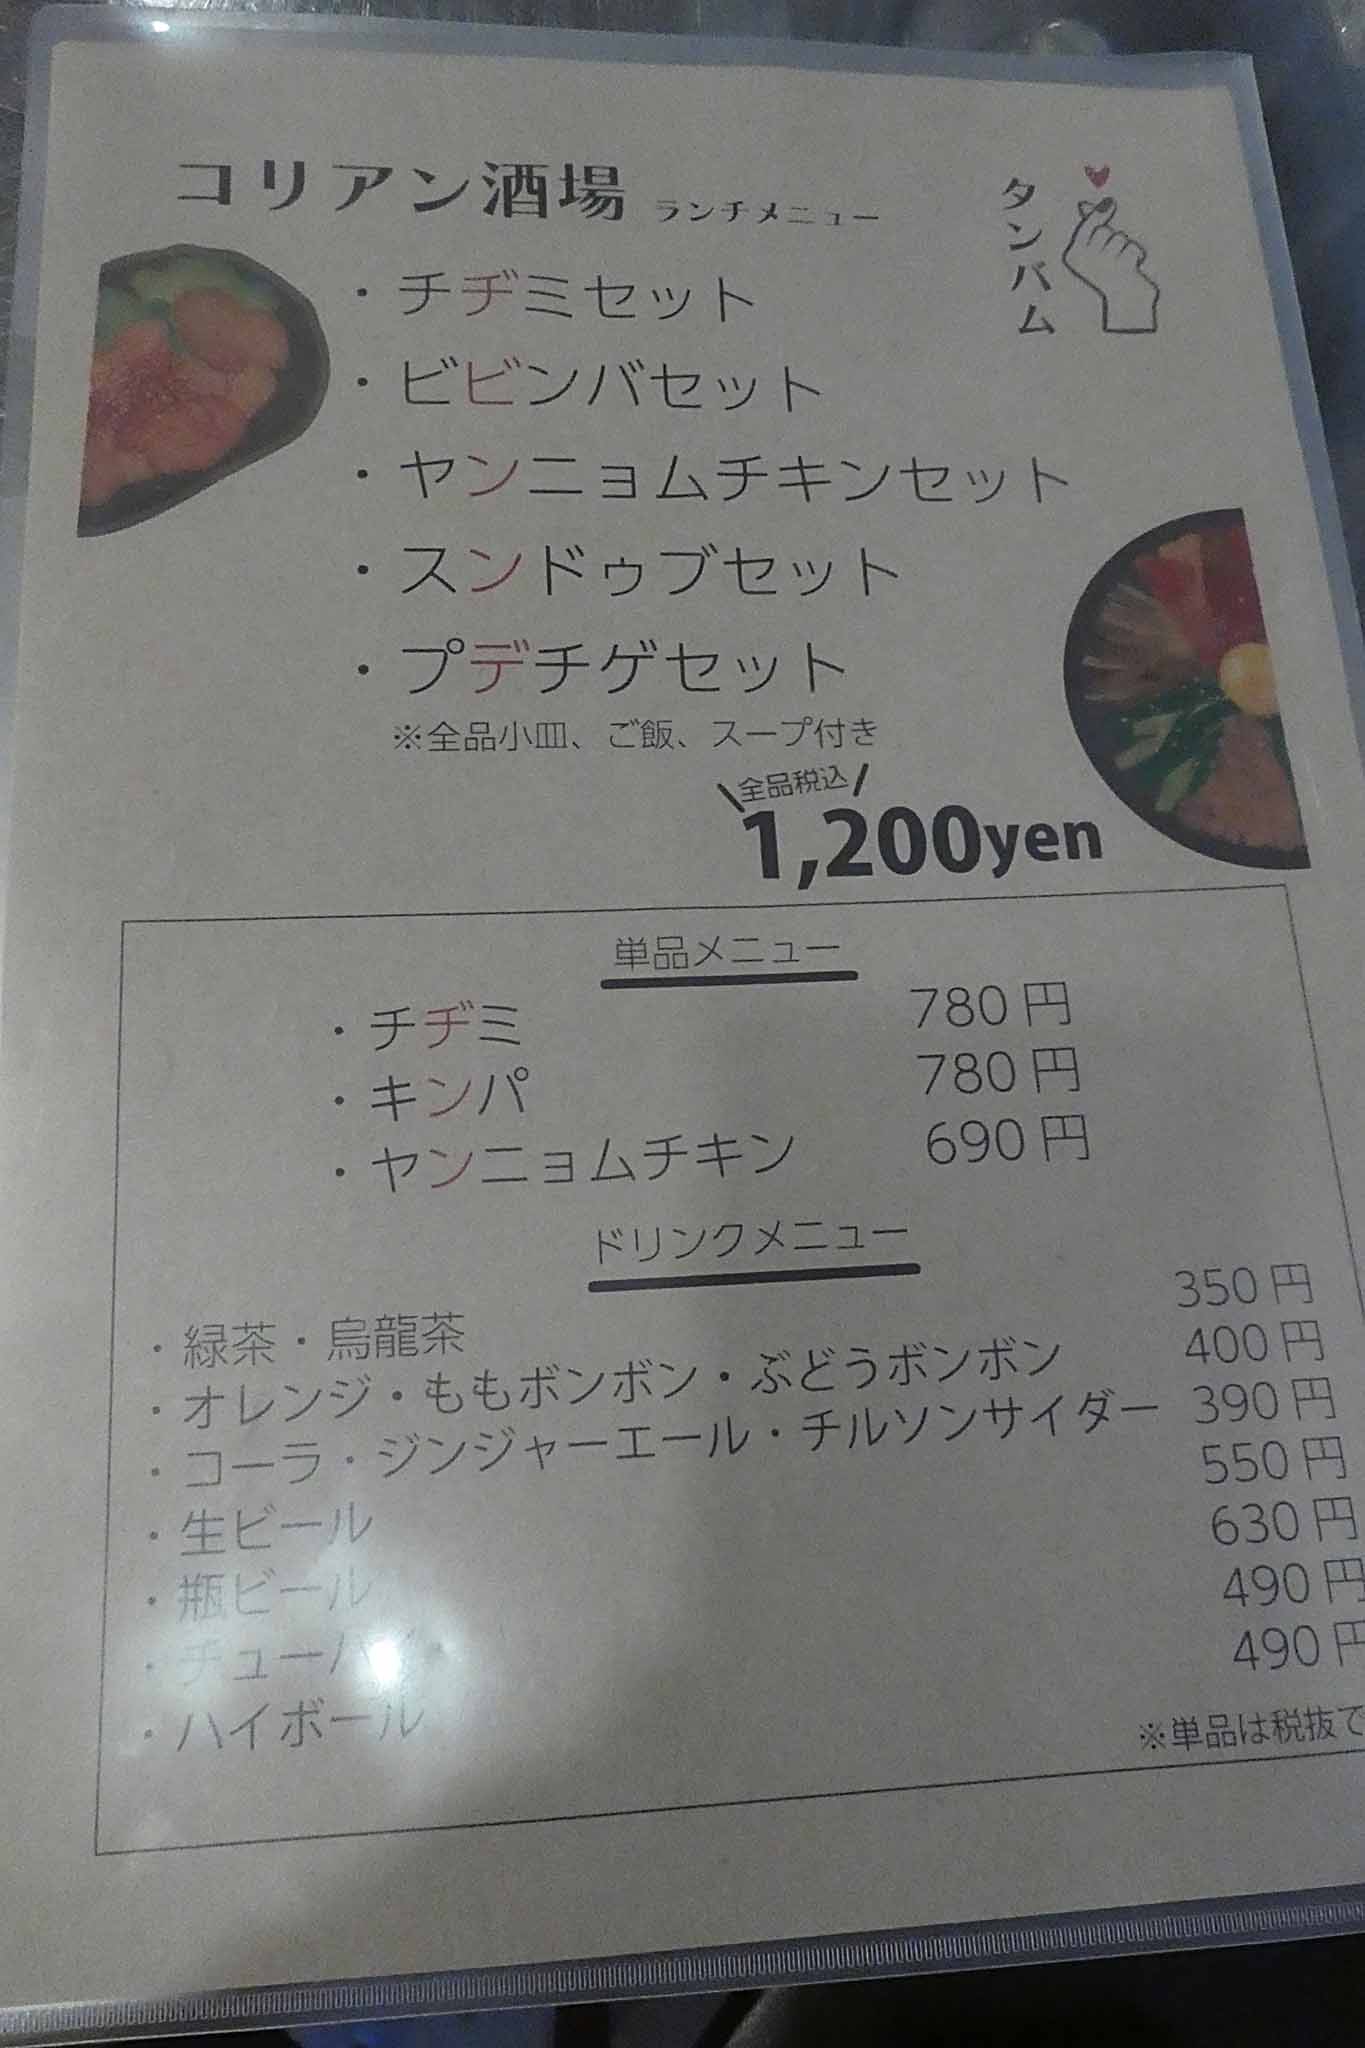 コリアン酒場 ランチメニュー
タンバム
・チヂミセット
・ビビンバセット
・ヤンニョムチキンセット
・スンドゥブセット
・プデチゲセット
※全品小皿、ご飯、スープ付き
\全品税込/
1,200yen
単品メニュー
・チヂミ 780円
・キンパ 780円
・ヤンニョムチキン 690円
ドリンクメニュー
・緑茶・烏龍茶 350円
・オレンジ・ももボンボン・ぶどうボンボン 400円
・コーラ・ジンジャーエール・チルソンサイダー 390円
・生ビール 550円
・瓶ビール 630円
・チューハイ 490円
・ハイボール 490円
※単品は税抜で